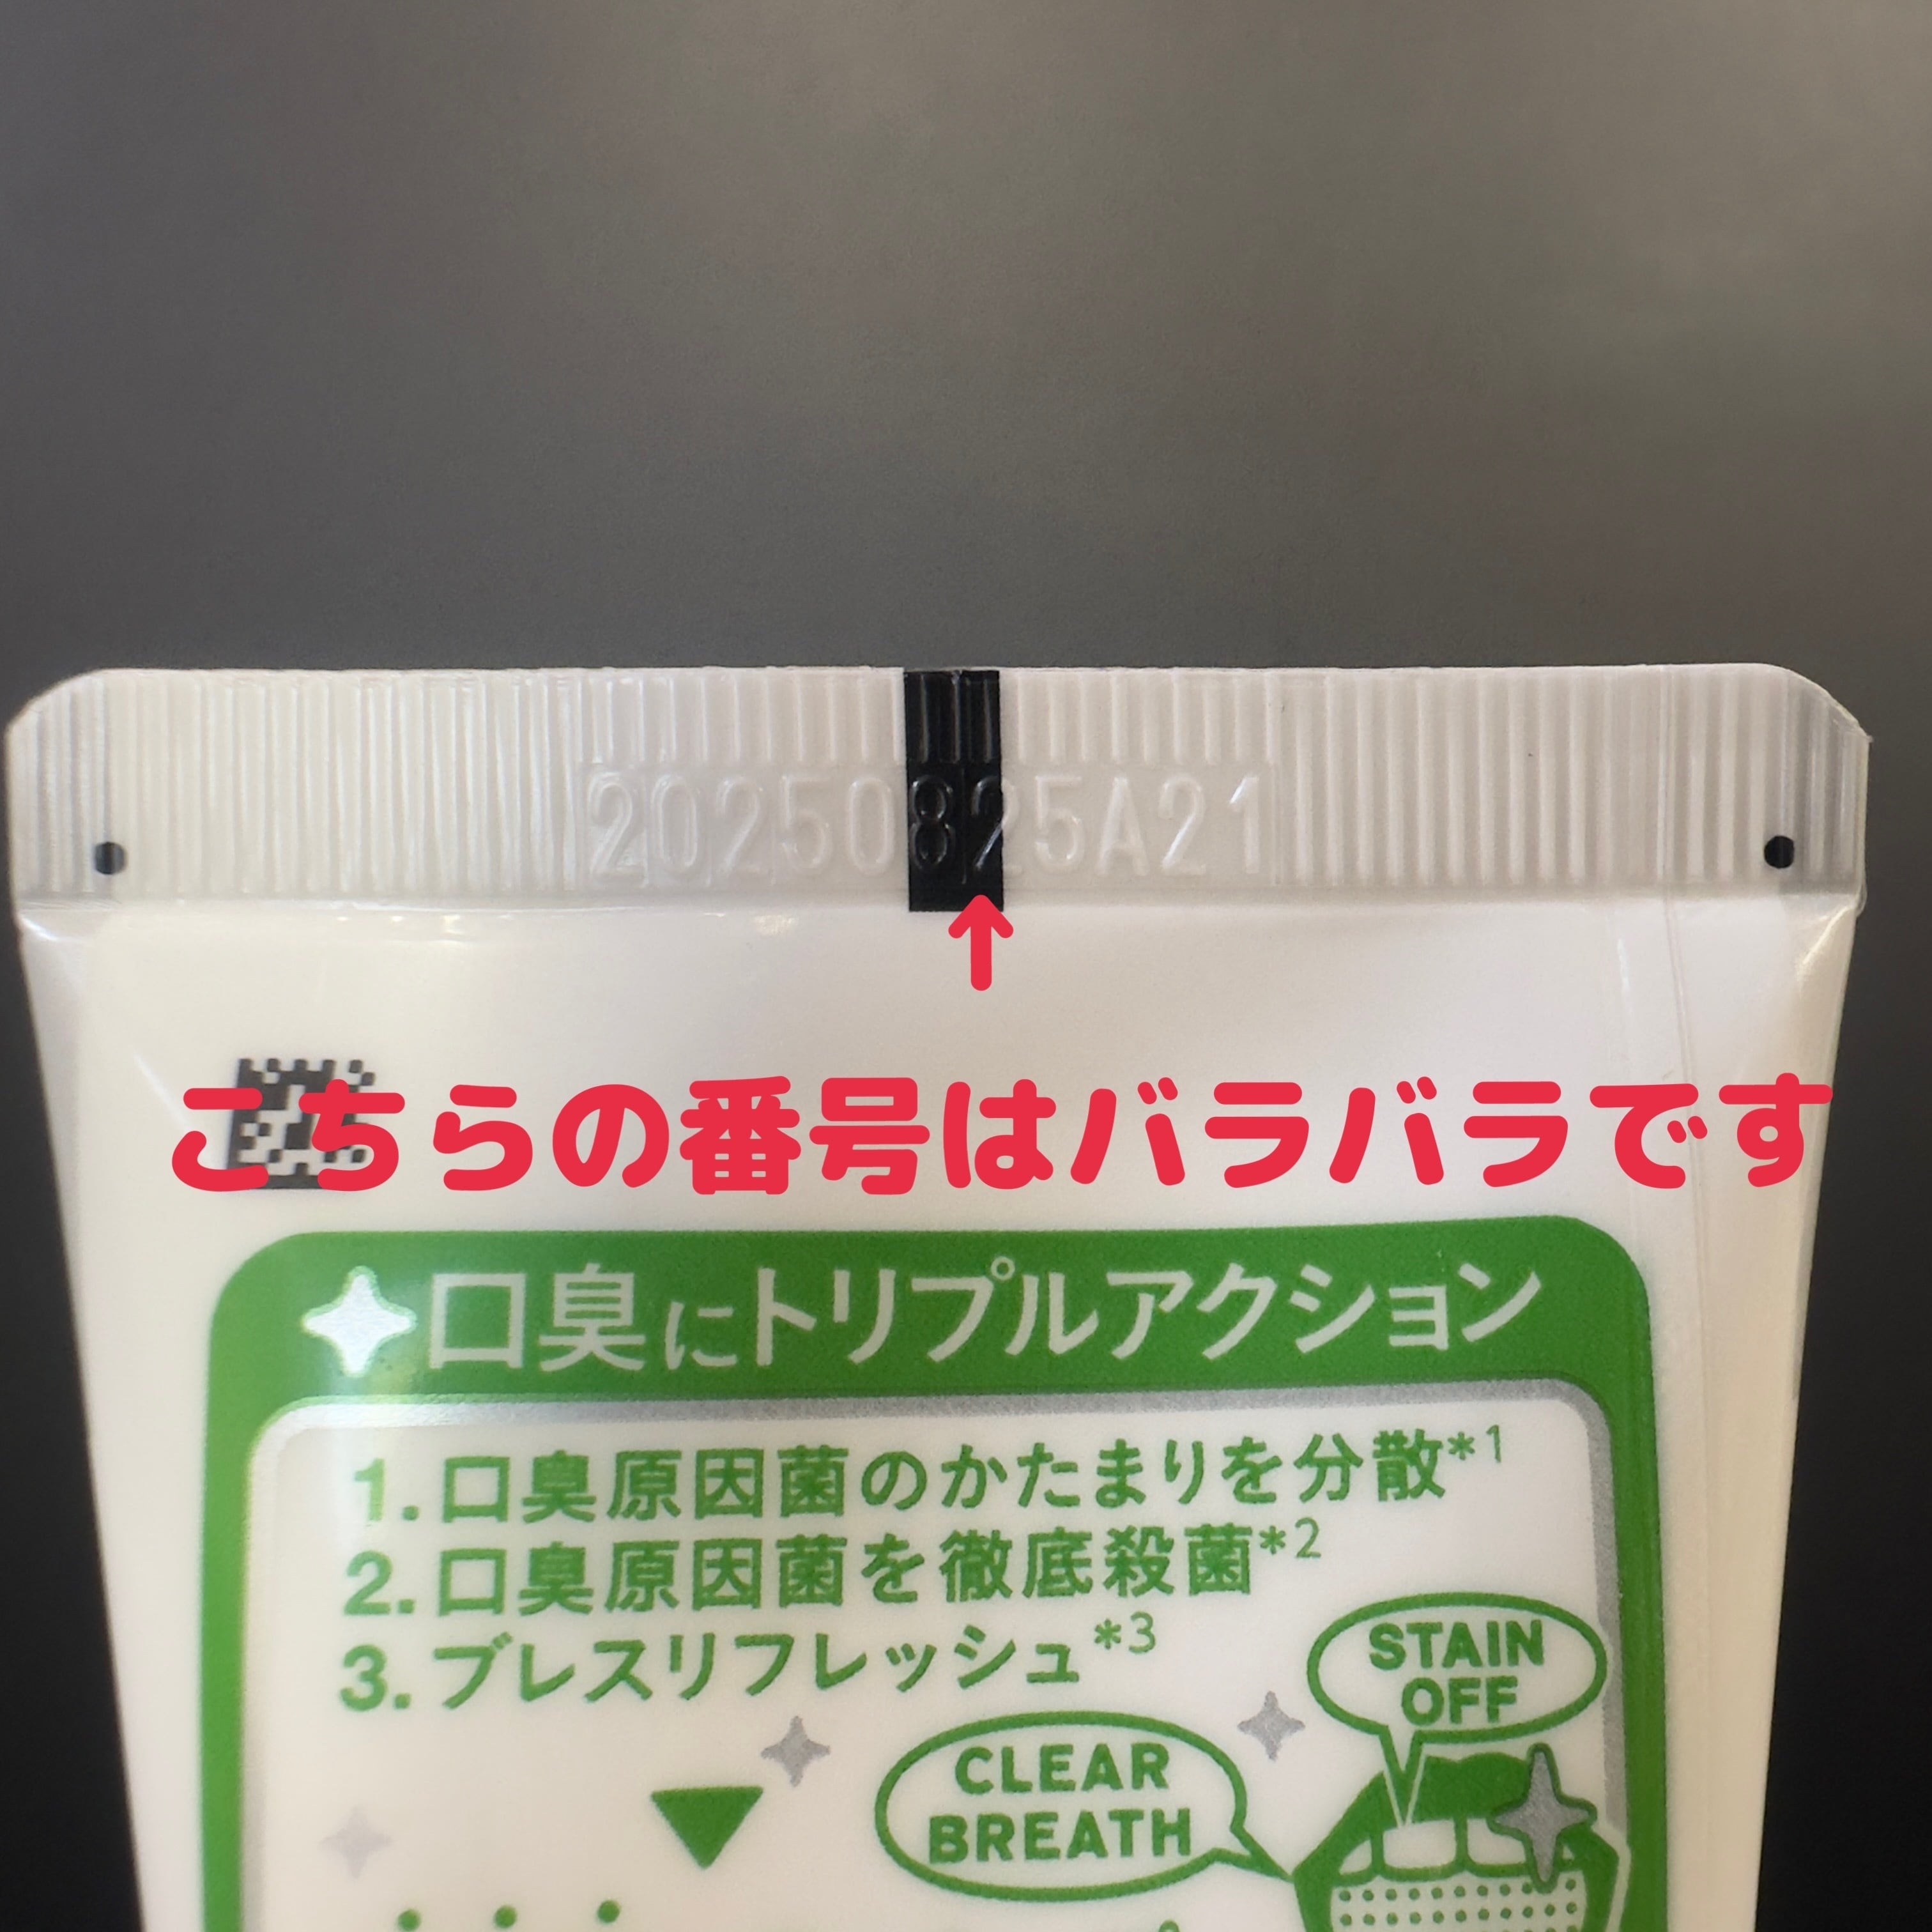 20250825A21
↑
こちらの番号はバラバラです
口臭にトリプルアクション
1. 口臭原因菌のかたまりを分散*1
2. 口臭原因菌を徹底殺菌*2
3. ブレスリフレッシュ*3
STAIN
OFF
CLEAR
BREATH